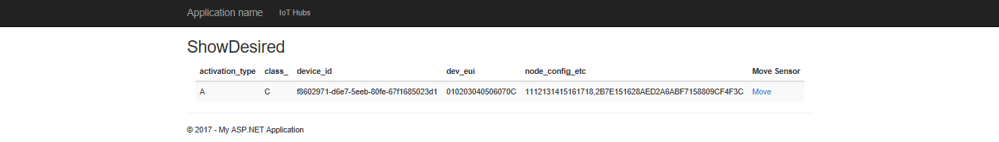 Application name IoT Hubs
ShowDesired
activation_type class_ device_id dev_eui node_config_etc Move Sensor
A C f8602971-d6e7-5eeb-80fe-67f1685023d1 010203040506070C 1112131415161718,2B7E151628AED2A6ABF7158809CF4F3C Move
© 2017 - My ASP.NET Application